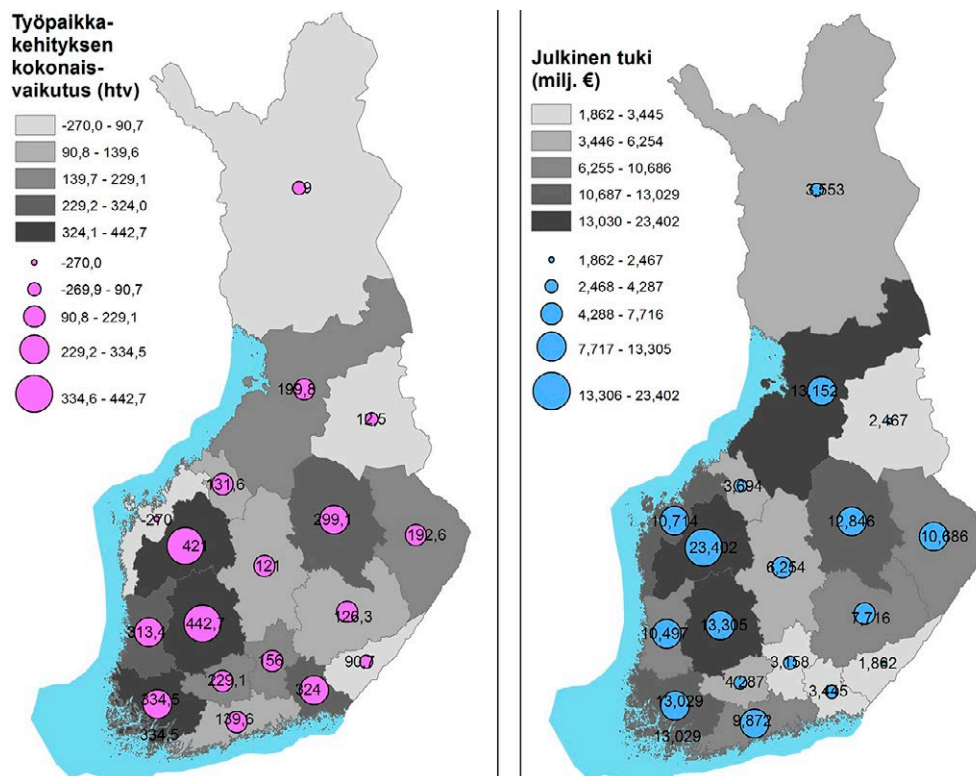 Työpaikka-
kehityksen
kokonais-
vaikutus (htv)
-270,0 - 90,7
90,8 - 139,6
139,7 - 229,1
229,2 - 324,0
324,1 - 442,7
-270,0
-269,9 - 90,7
90,8 - 229,1
229,2 - 334,5
334,6 - 442,7
9
199,8
12,5
131,6
-270
299,1
421
192,6
121
126,3
442,7
313,4
156
90,7
229,1
324
334,5
139,6
334,5
Julkinen tuki
(milj. €)
1,862 - 3,445
3,446 - 6,254
6,255 - 10,686
10,687 - 13,029
13,030 - 23,402
1,862 - 2,467
2,468 - 4,287
4,288 - 7,716
7,717 - 13,305
13,306 - 23,402
3,553
13,152
2,467
3,694
10,714
12,846
23,402
10,686
6,254
7,716
13,305
10,497
3,158
1,862
4,287
3,445
13,029
9,872
13,029